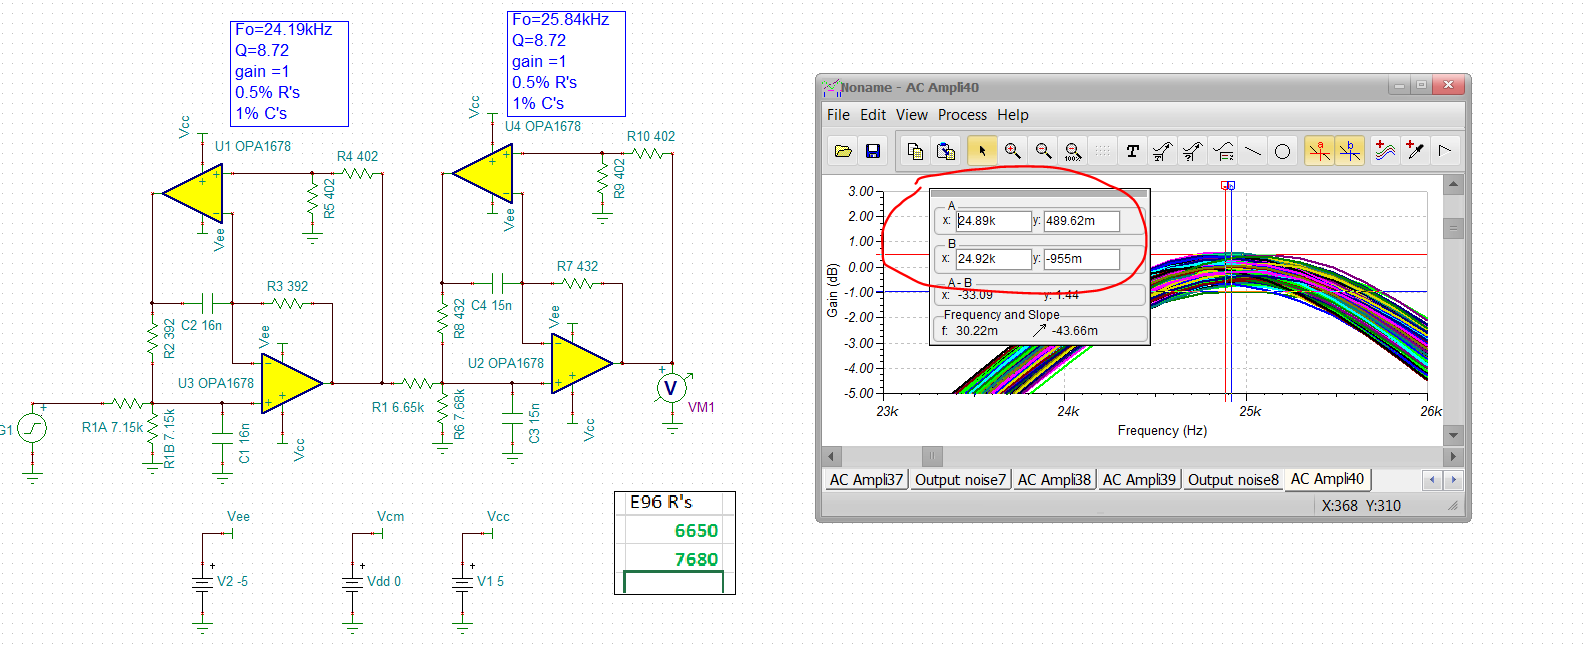 Fo=24.19kHz
Q=8.72
gain =1
0.5% R's
1% C's
Fo=25.84kHz
Q=8.72
gain =1
0.5% R's
1% C's
Vcc
U1 OPA1678
R4 402
R5 402
Vee
C2 16n
R3 392
R2 392
Vee
U3 OPA1678
R1A 7.15k
R1B 7.15k
C1 16n
Vcc
Vcc
U4 OPA1678
R10 402
R9 402
Vee
C4 15n
R7 432
R8 432
Vee
U2 OPA1678
R1 6.65k
R6 7.68k
C3 15n
Vcc
V
VM1
Vee
V2 -5
Vcm
Vdd 0
Vcc
V1 5
E96 R's
6650
7680
Noname - AC Ampli40
File Edit View Process Help
100%
T
a
b
A
x: 24.89k y: 489.62m
B
x: 24.92k y: -955m
A - B
x: -33.09 y: 1.44
Frequency and Slope
f: 30.22m -43.66m
Gain (dB)
3.00
2.00
1.00
0.00
-1.00
-2.00
-3.00
-4.00
-5.00
23k 24k 25k 26k
Frequency (Hz)
AC Ampli37 Output noise7 AC Ampli38 AC Ampli39 Output noise8 AC Ampli40
X:368 Y:310